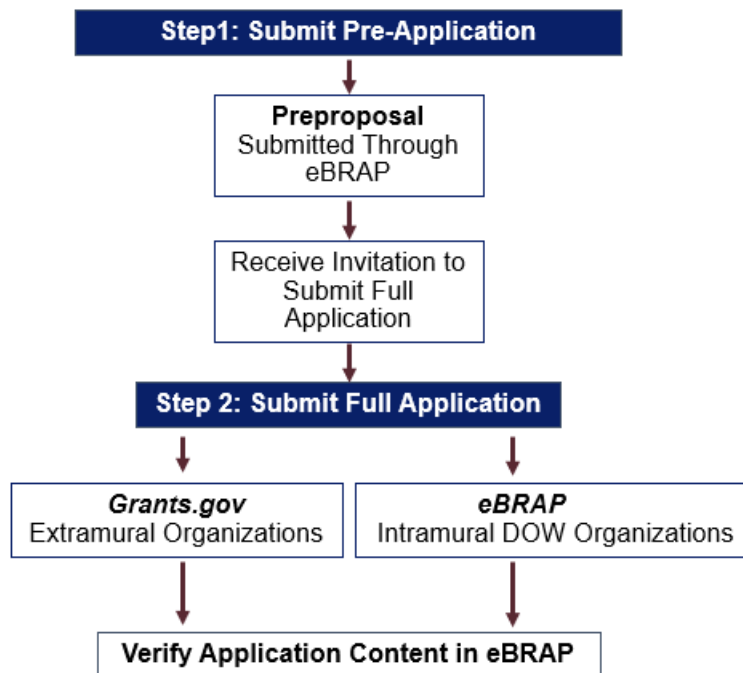 Step1: Submit Pre-Application
Preproposal
Submitted Through
eBRAP
Receive Invitation to
Submit Full
Application
Step 2: Submit Full Application
Grants.gov
Extramural Organizations
eBRAP
Intramural DOW Organizations
Verify Application Content in eBRAP